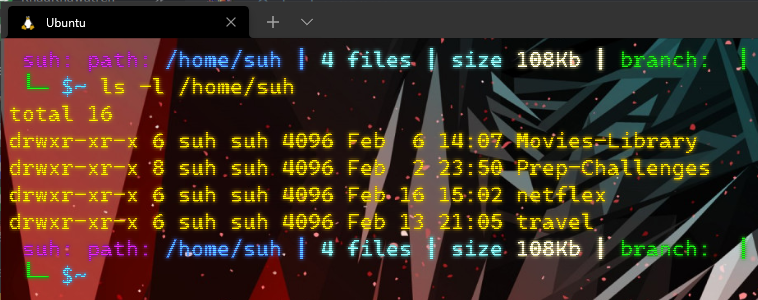 Ubuntu
suh: path: /home/suh | 4 files | size 108Kb | branch: |
└─ $~ ls -l /home/suh
total 16
drwxr-xr-x 6 suh suh 4096 Feb  6 14:07 Movies-Library
drwxr-xr-x 8 suh suh 4096 Feb  2 23:50 Prep-Challenges
drwxr-xr-x 6 suh suh 4096 Feb 16 15:02 netflex
drwxr-xr-x 6 suh suh 4096 Feb 13 21:05 travel
suh: path: /home/suh | 4 files | size 108Kb | branch: |
└─ $~